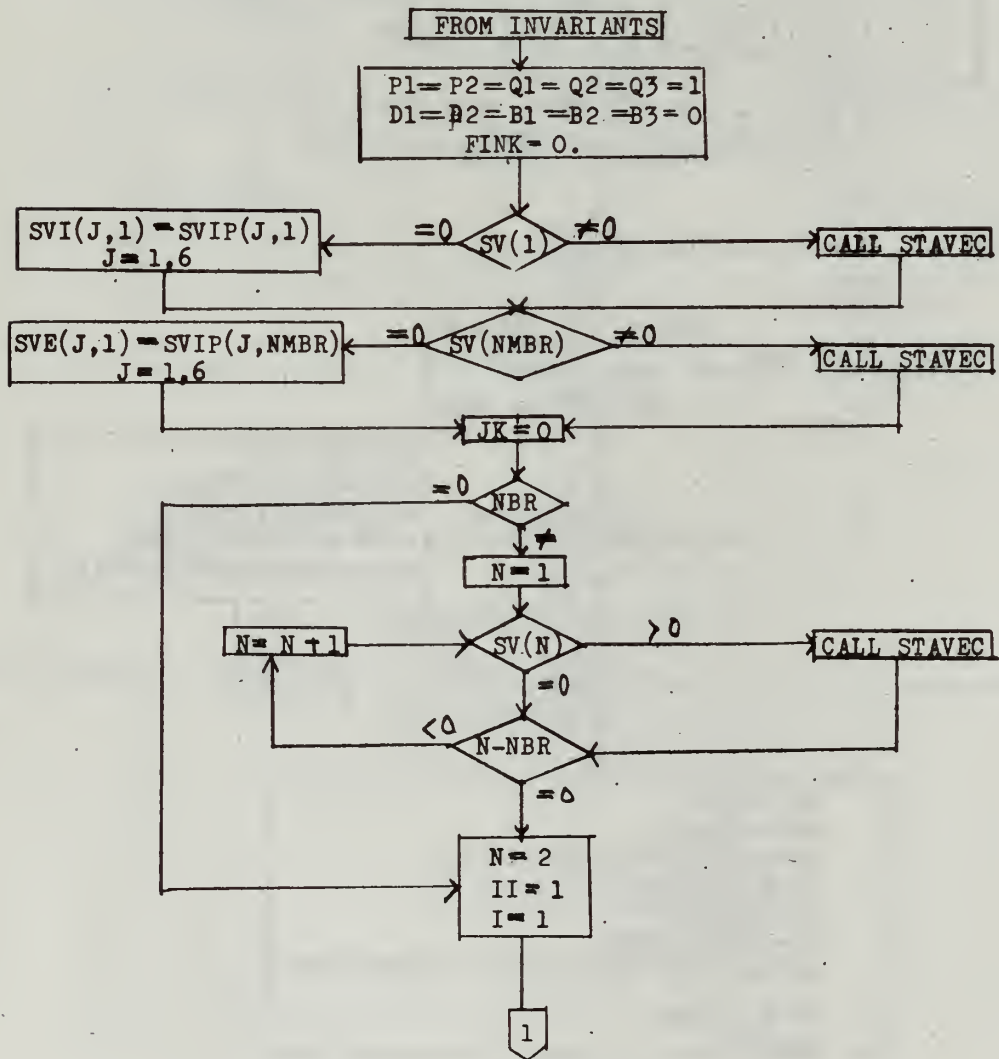 FROM INVARIANTS
P1=P2=Q1=Q2=Q3=1
D1=D2=B1=B2=B3=0
FINK=0.
SVI(J,1)=SVIP(J,1)
J=1,6
=0
SV(1)
≠0
CALL STAVEC
SVE(J,1)=SVIP(J,NMBR)
J=1,6
=0
SV(NMBR)
≠0
CALL STAVEC
JK=0
=0
NBR
≠
N=1
N=N+1
SV(N)
>0
CALL STAVEC
=0
<0
N-NBR
=0
N=2
II=1
I=1
1